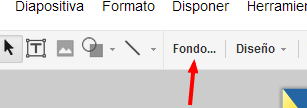 Diapositiva Formato Disponer Herramien
T Fondo... Diseño